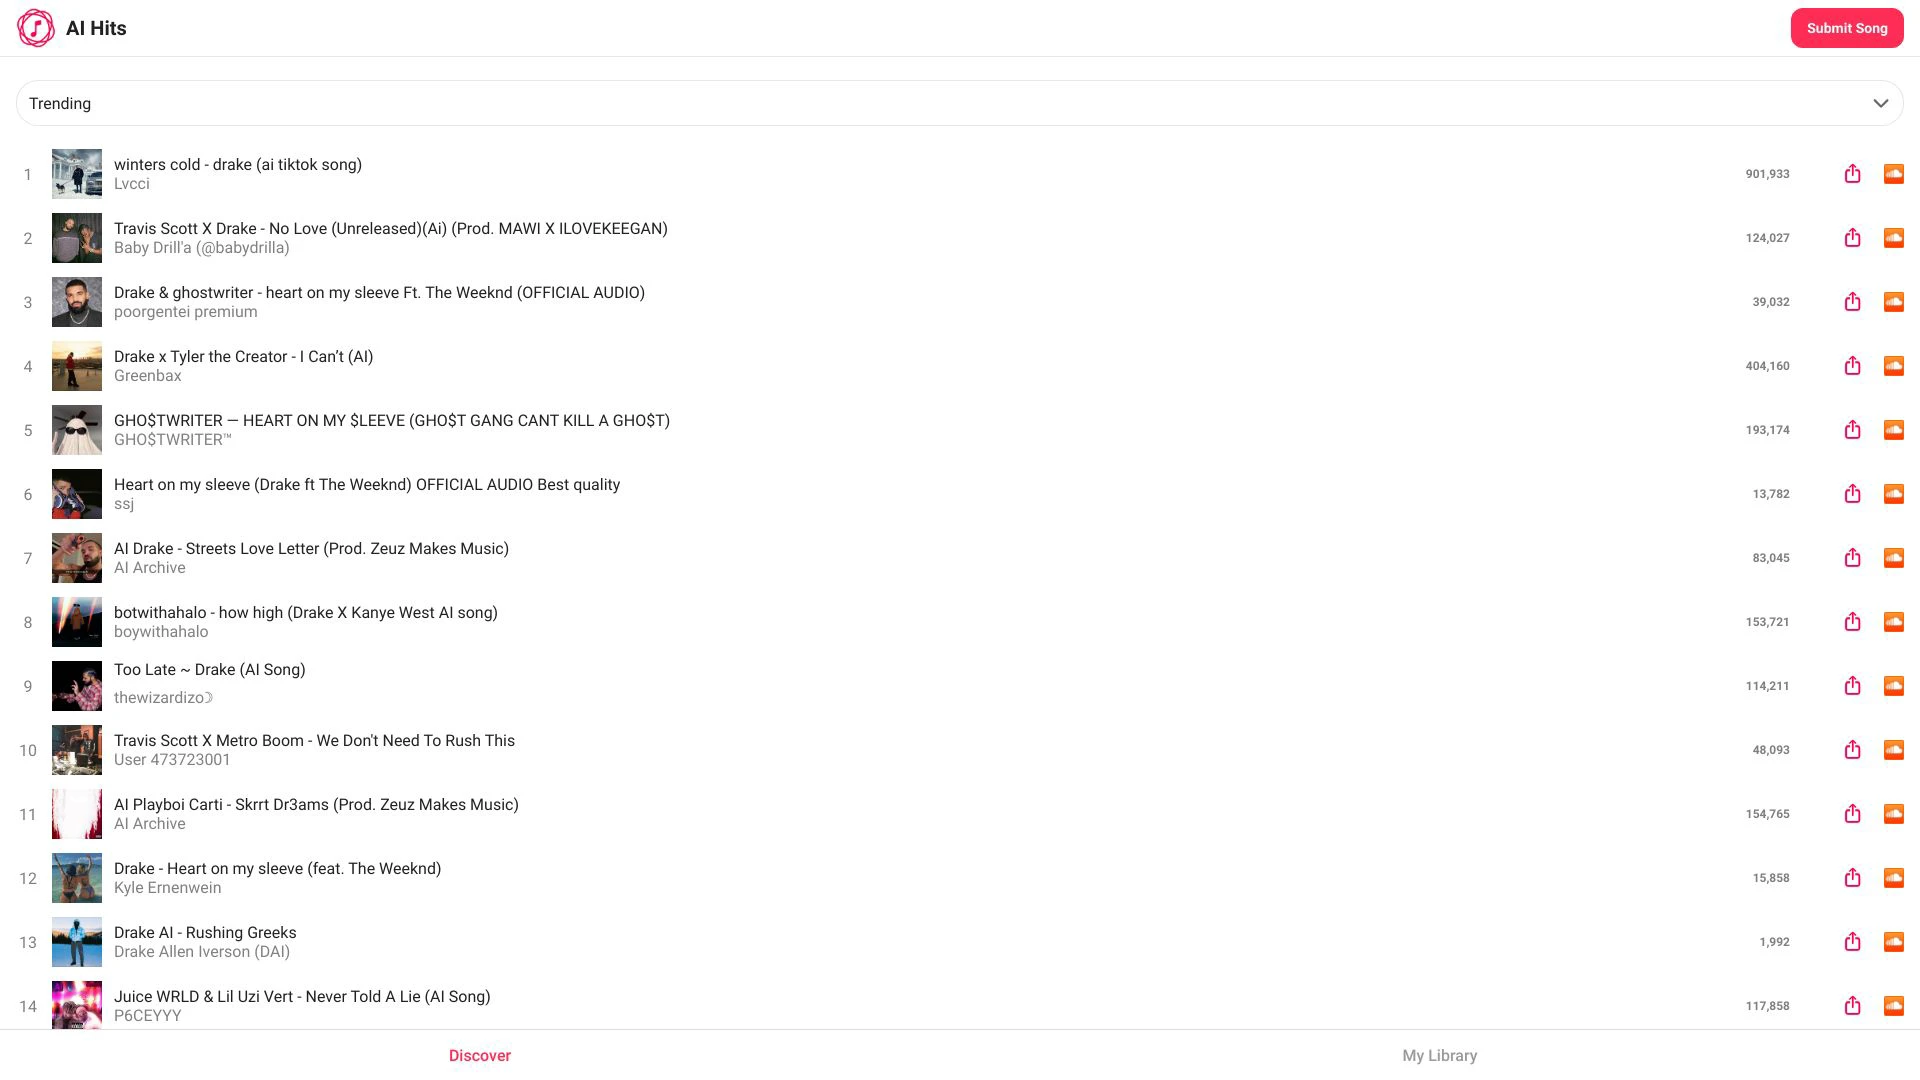 AI Hits
Submit Song
Trending
1
winters cold - drake (ai tiktok song)
Lvcci
901,933
2
Travis Scott X Drake - No Love (Unreleased)(Ai) (Prod. MAWI X ILOVEKEEGAN)
Baby Drill'a (@babydrilla)
124,027
3
Drake & ghostwriter - heart on my sleeve Ft. The Weeknd (OFFICIAL AUDIO)
poorgentei premium
39,032
4
Drake x Tyler the Creator - I Can’t (AI)
Greenbax
404,160
5
GHO$TWRITER — HEART ON MY $LEEVE (GHO$T GANG CANT KILL A GHO$T)
GHO$TWRITER™
193,174
6
Heart on my sleeve (Drake ft The Weeknd) OFFICIAL AUDIO Best quality
ssj
13,782
7
AI Drake - Streets Love Letter (Prod. Zeuz Makes Music)
AI Archive
83,045
8
botwithahalo - how high (Drake X Kanye West AI song)
boywithahalo
153,721
9
Too Late ~ Drake (AI Song)
thewizardizo☽
114,211
10
Travis Scott X Metro Boom - We Don't Need To Rush This
User 473723001
48,093
11
AI Playboi Carti - Skrrt Dr3ams (Prod. Zeuz Makes Music)
AI Archive
154,765
12
Drake - Heart on my sleeve (feat. The Weeknd)
Kyle Ernenwein
15,858
13
Drake AI - Rushing Greeks
Drake Allen Iverson (DAI)
1,992
14
Juice WRLD & Lil Uzi Vert - Never Told A Lie (AI Song)
P6CEYYY
117,858
Discover
My Library